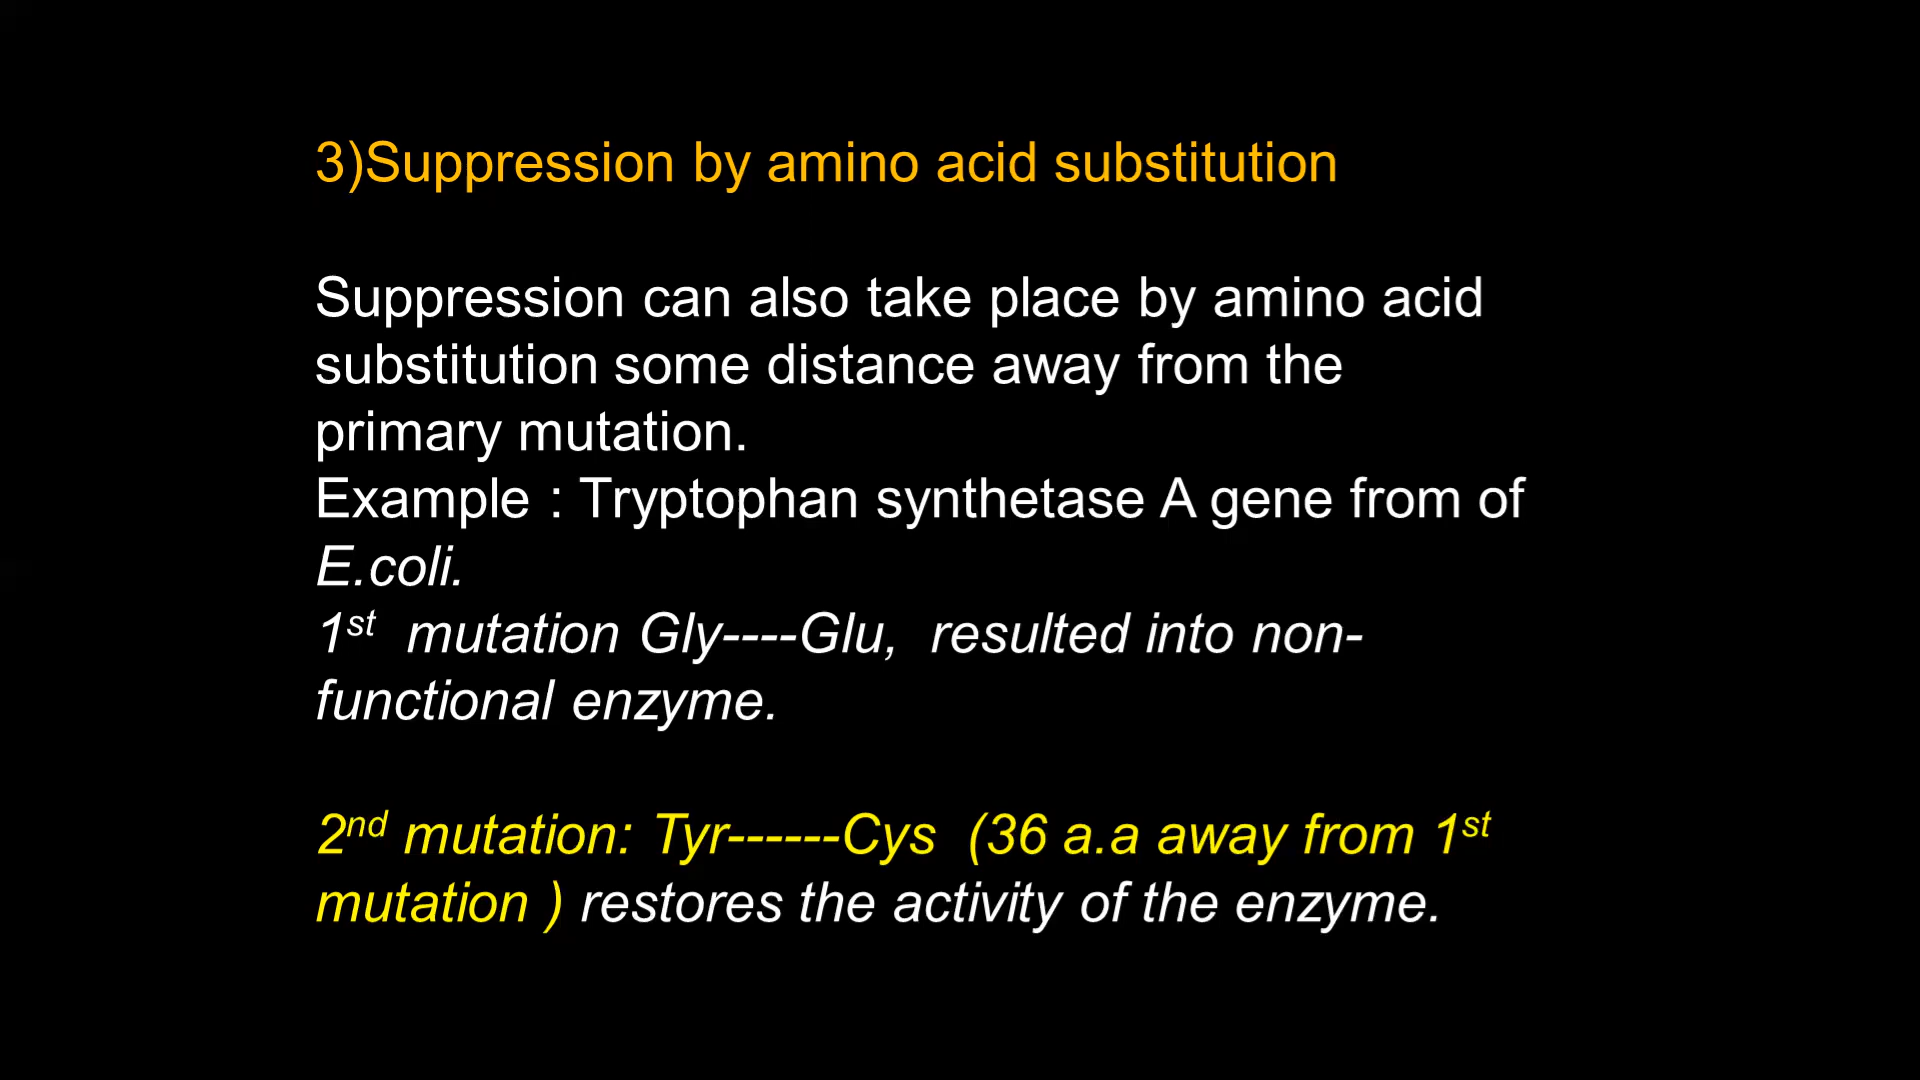 3)Suppression by amino acid substitution
Suppression can also take place by amino acid
substitution some distance away from the
primary mutation.
Example : Tryptophan synthetase A gene from of
E.coli.
1st  mutation Gly----Glu,  resulted into non-
functional enzyme.
2nd mutation: Tyr------Cys  (36 a.a away from 1st
mutation ) restores the activity of the enzyme.